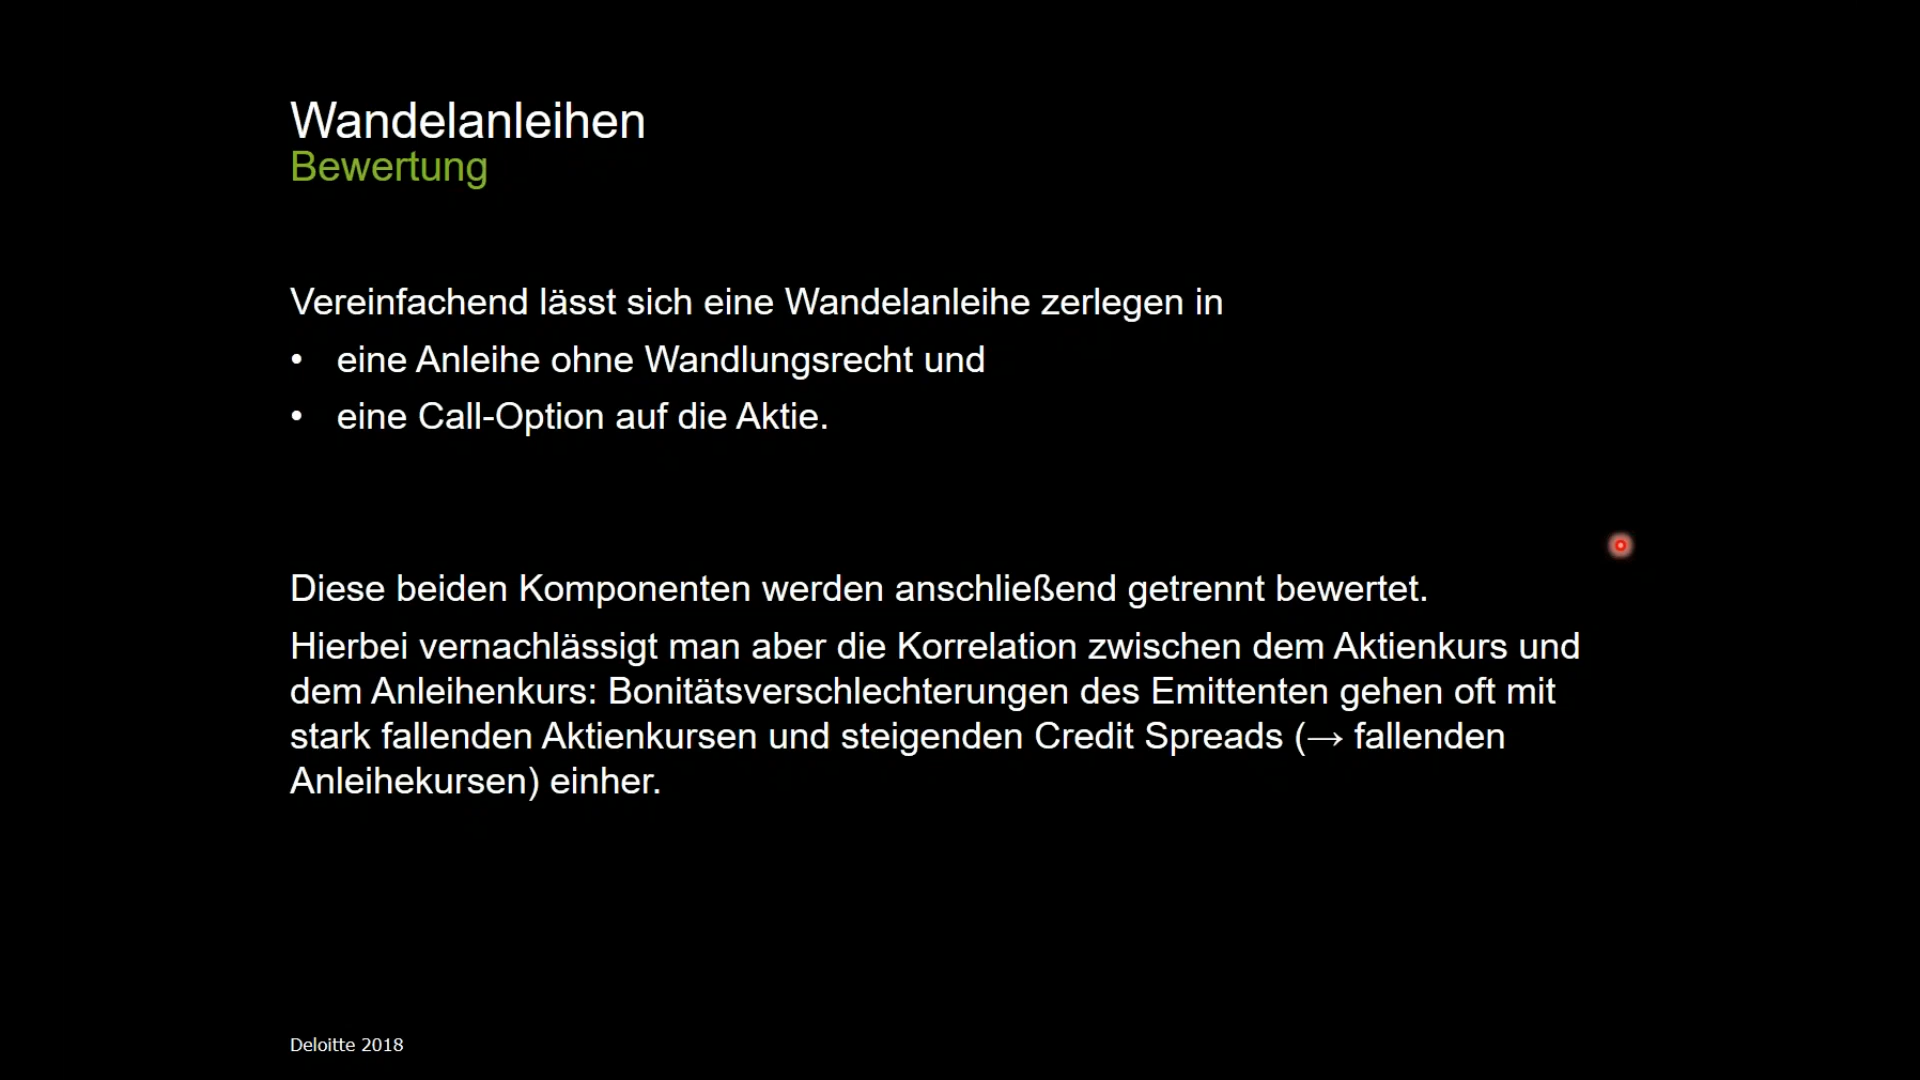 Wandelanleihen
Bewertung
Vereinfachend lässt sich eine Wandelanleihe zerlegen in
• eine Anleihe ohne Wandlungsrecht und
• eine Call-Option auf die Aktie.
Diese beiden Komponenten werden anschließend getrennt bewertet.
Hierbei vernachlässigt man aber die Korrelation zwischen dem Aktienkurs und
dem Anleihenkurs: Bonitätsverschlechterungen des Emittenten gehen oft mit
stark fallenden Aktienkursen und steigenden Credit Spreads (→ fallenden
Anleihekursen) einher.
Deloitte 2018